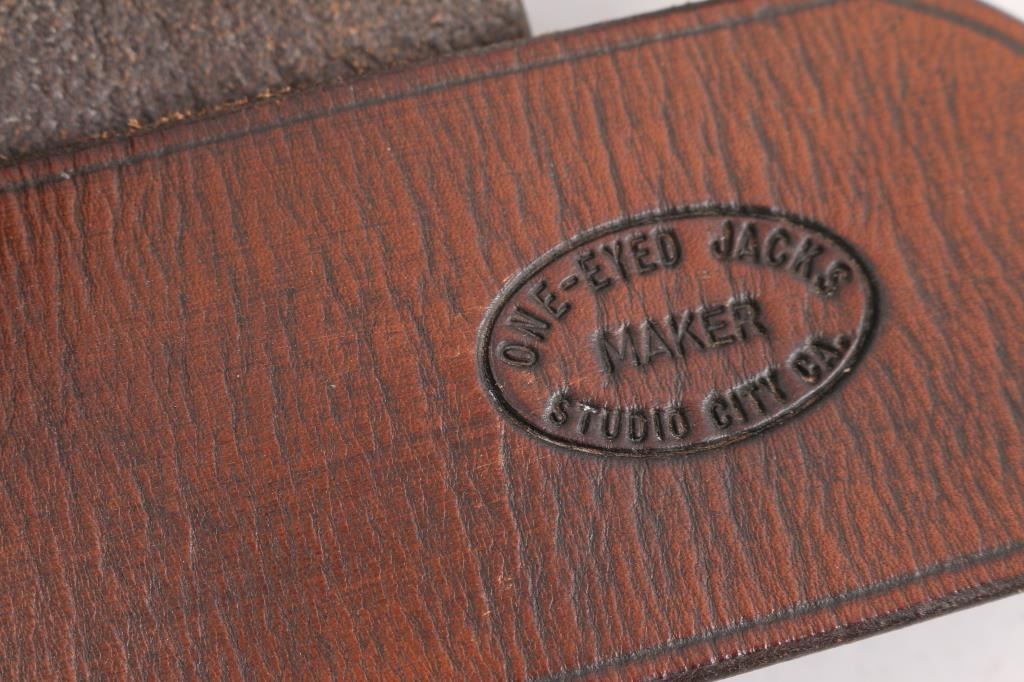 ONE-EYED JACKS
MAKER
STUDIO CITY CA.